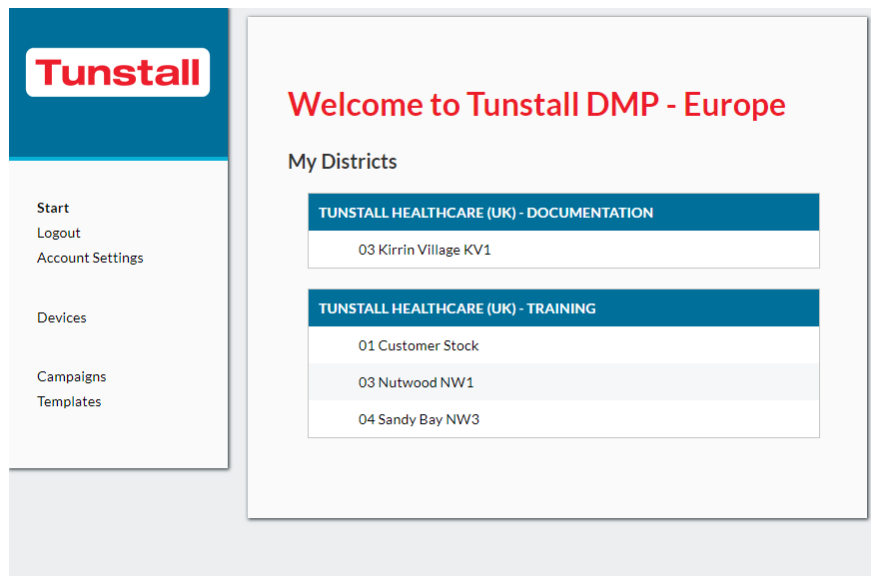 Tunstall
Start
Logout
Account Settings
Devices
Campaigns
Templates
Welcome to Tunstall DMP - Europe
My Districts
TUNSTALL HEALTHCARE (UK) - DOCUMENTATION
03 Kirrin Village KV1
TUNSTALL HEALTHCARE (UK) - TRAINING
01 Customer Stock
03 Nutwood NW1
04 Sandy Bay NW3